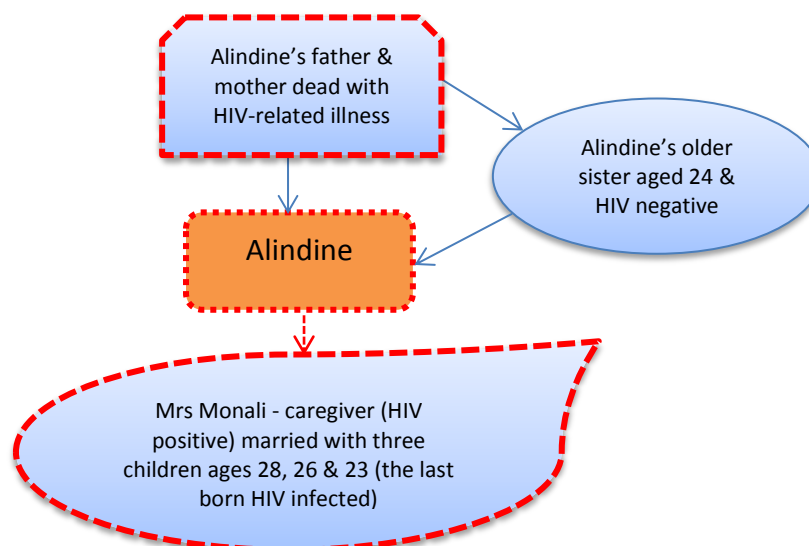 Alindine’s father &
mother dead with
HIV-related illness
Alindine’s older
sister aged 24 &
HIV negative
Alindine
Mrs Monali - caregiver (HIV
positive) married with three
children ages 28, 26 & 23 (the last
born HIV infected)